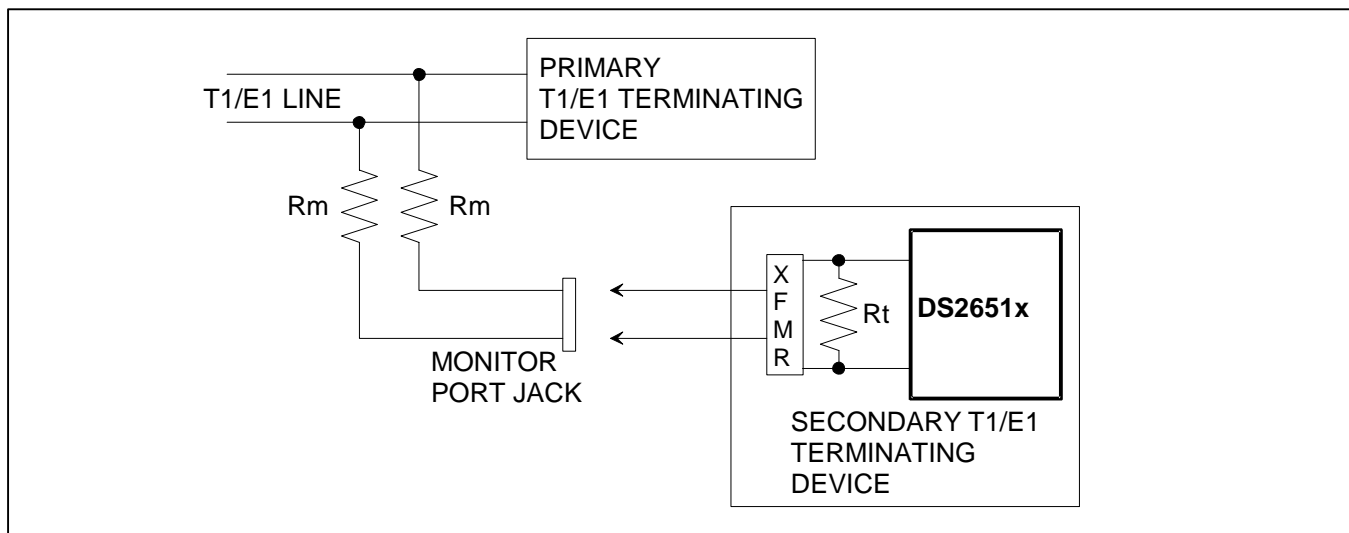 PRIMARY
T1/E1 TERMINATING
DEVICE
T1/E1 LINE
Rm
Rm
X
F
M
R
Rt
DS2651x
MONITOR
PORT JACK
SECONDARY T1/E1
TERMINATING
DEVICE